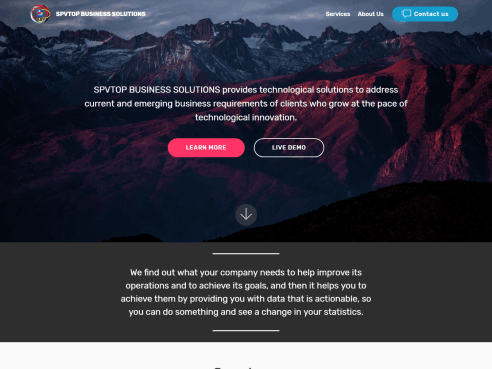 SPVTOP BUSINESS SOLUTIONS
Services About Us Contact us
SPVTOP BUSINESS SOLUTIONS provides technological solutions to address
current and emerging business requirements of clients who grow at the pace of
technological innovation.
LEARN MORE LIVE DEMO
We find out what your company needs to help improve its
operations and to achieve its goals, and then it helps you to
achieve them by providing you with data that is actionable, so
you can do something and see a change in your statistics.